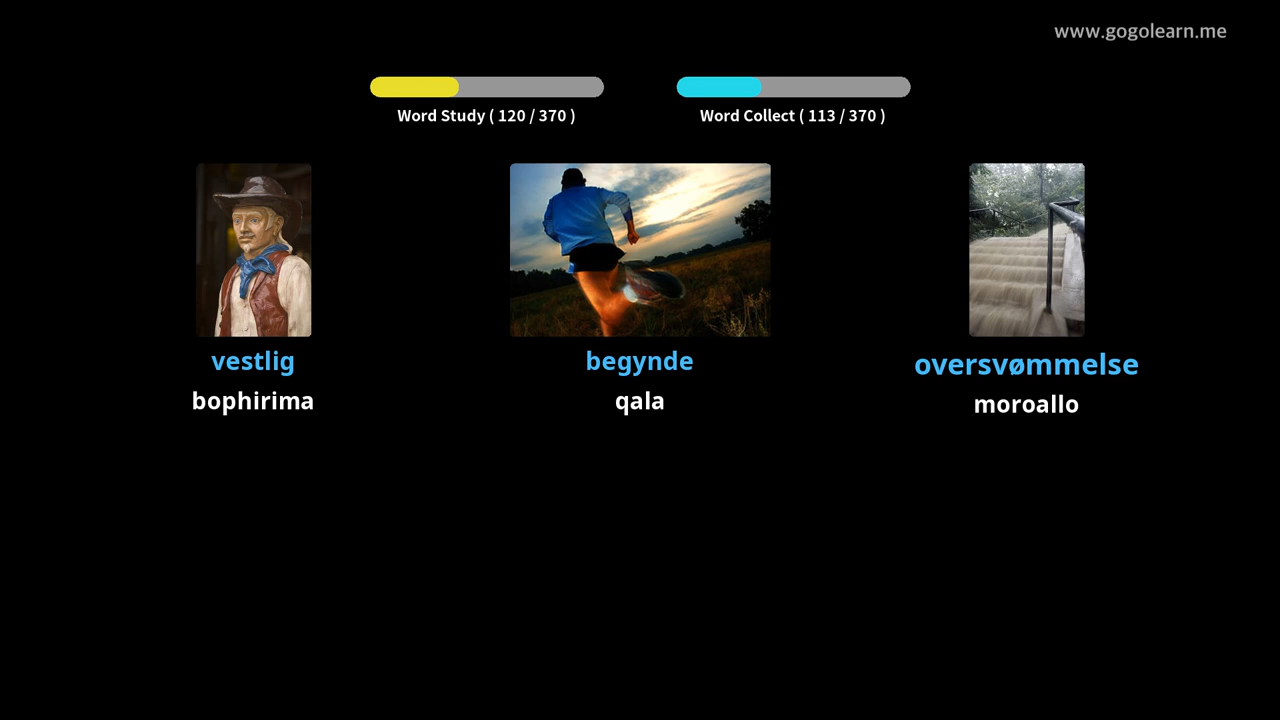 www.gogolearn.me
Word Study ( 120 / 370 )
Word Collect ( 113 / 370 )
vestlig
bophirima
begynde
qala
oversvømmelse
moroallo